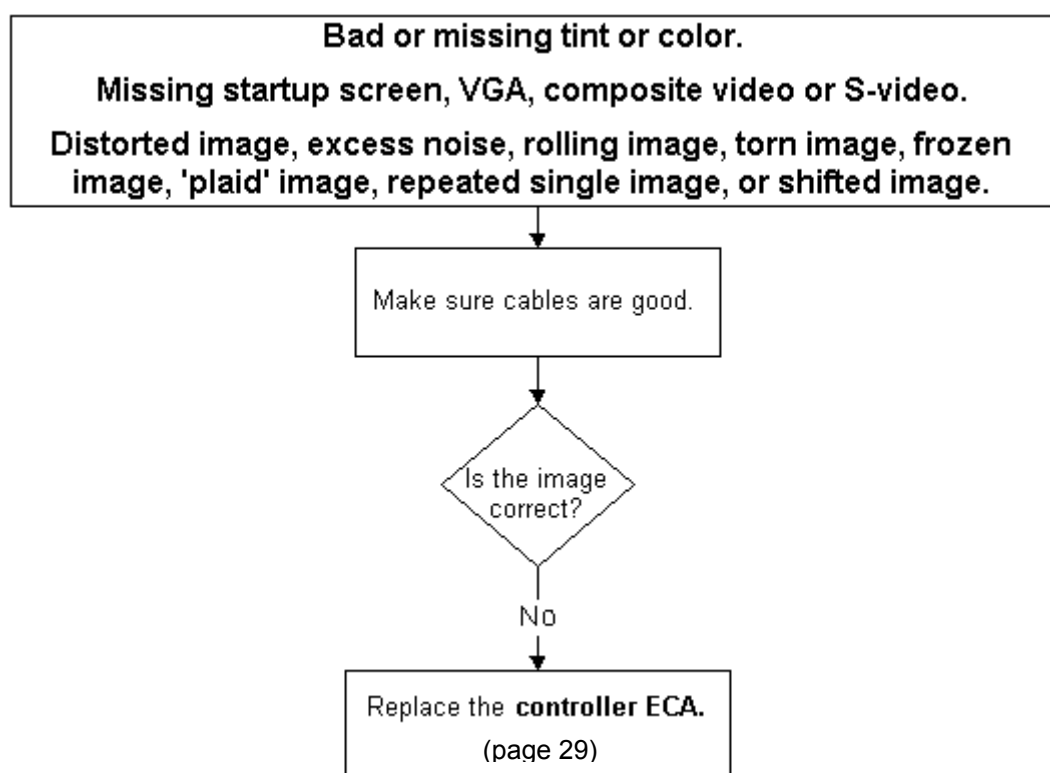 Bad or missing tint or color.
Missing startup screen, VGA, composite video or S-video.
Distorted image, excess noise, rolling image, torn image, frozen
image, 'plaid' image, repeated single image, or shifted image.
Make sure cables are good.
Is the image
correct?
No
Replace the controller ECA.
(page 29)